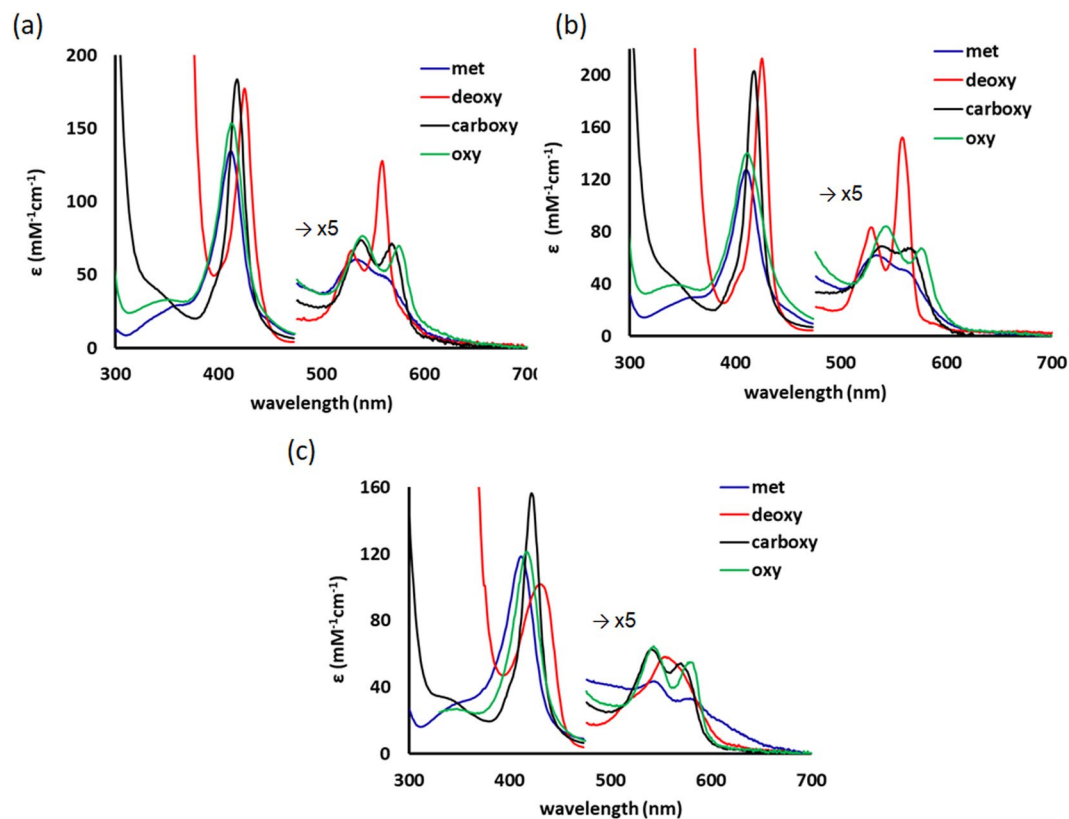 (a)
200
150
100
50
0
300 400 500 600 700
ε (mM⁻¹cm⁻¹)
wavelength (nm)
→ x5
met
deoxy
carboxy
oxy
(b)
200
160
120
80
40
0
300 400 500 600 700
ε (mM⁻¹cm⁻¹)
wavelength (nm)
→ x5
met
deoxy
carboxy
oxy
(c)
160
120
80
40
0
300 400 500 600 700
ε (mM⁻¹cm⁻¹)
wavelength (nm)
→ x5
met
deoxy
carboxy
oxy